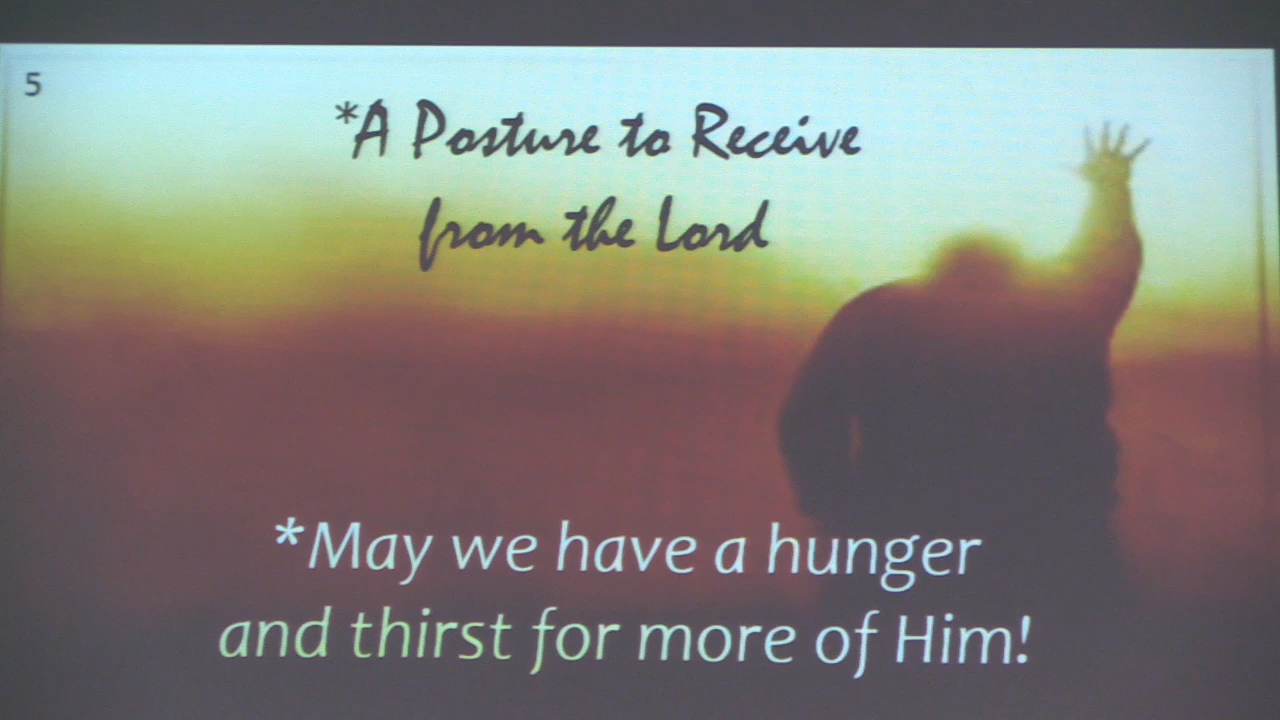 5
*A Posture to Receive
from the Lord
*May we have a hunger
and thirst for more of Him!